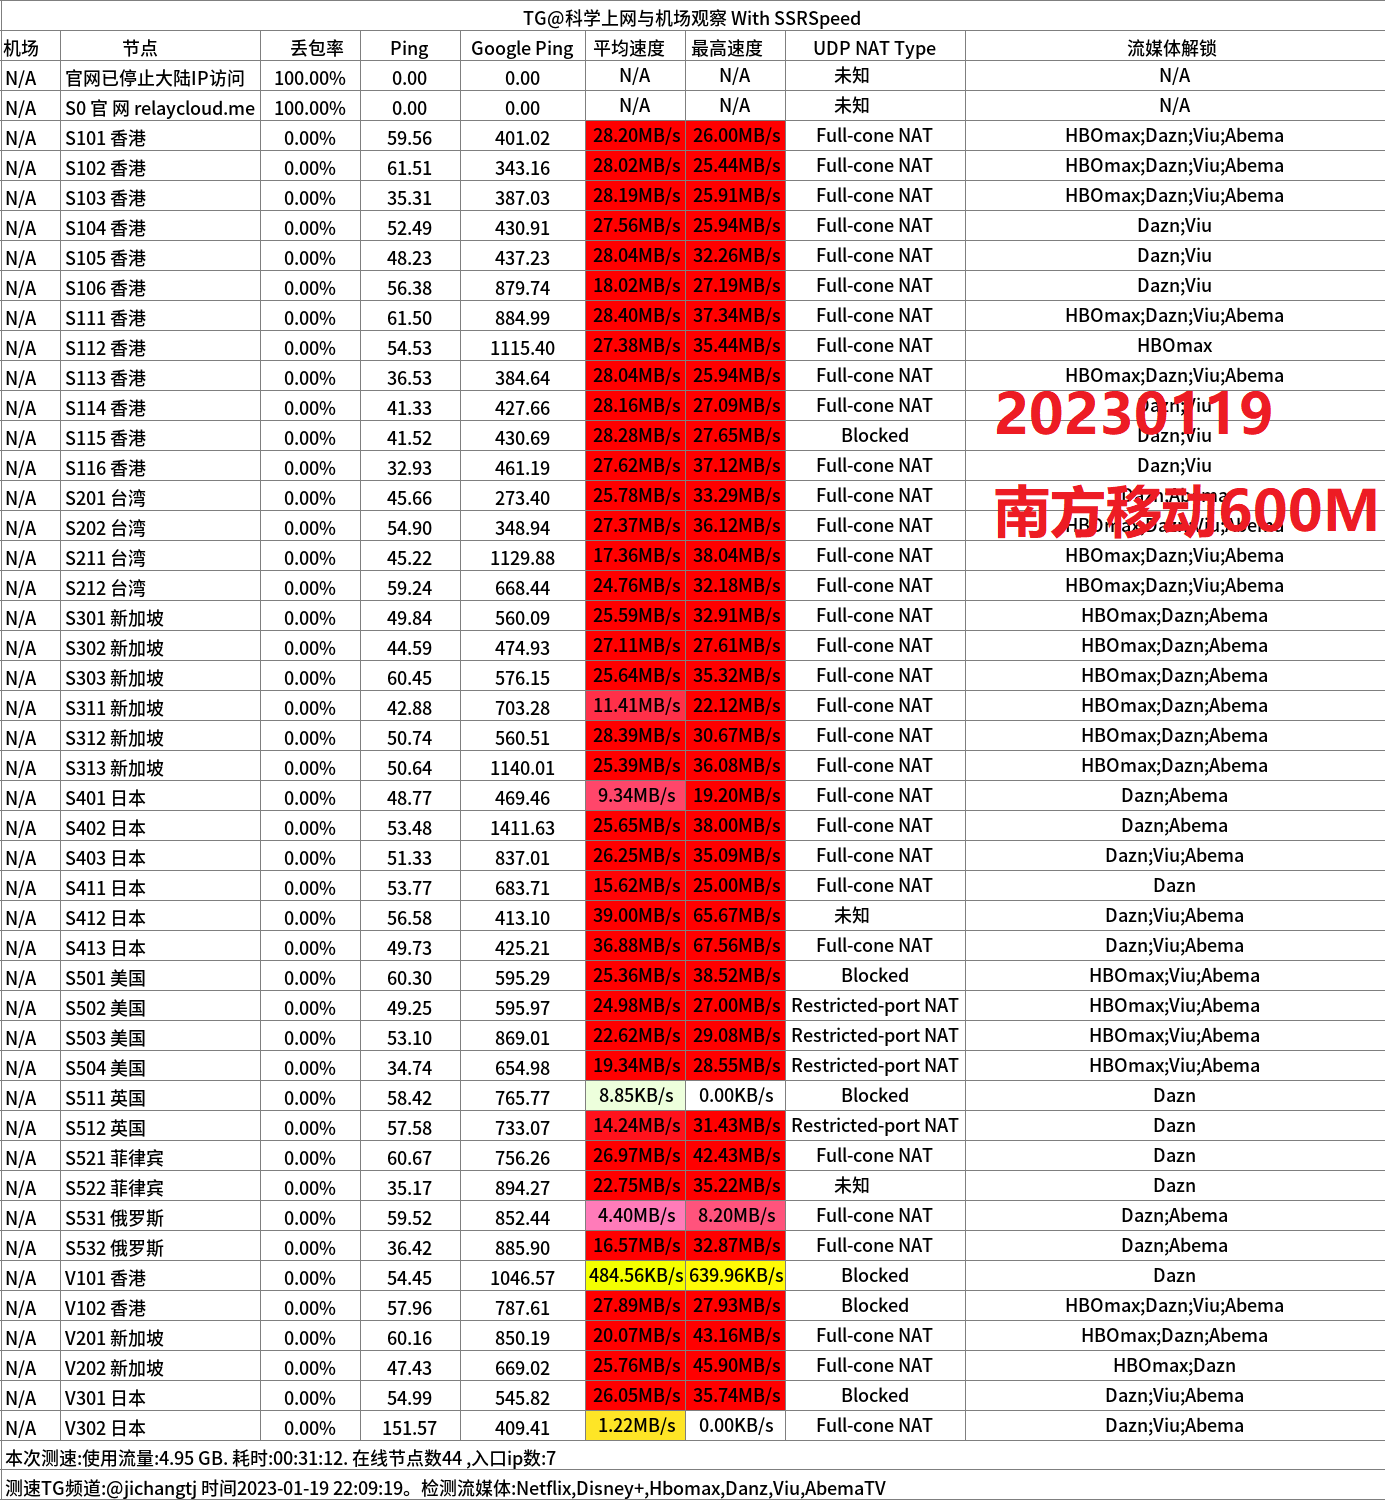 TG@科学上网与机场观察 With SSRSpeed
机场 节点 丢包率 Ping Google Ping 平均速度 最高速度 UDP NAT Type 流媒体解锁
N/A 官网已停止大陆IP访问 100.00% 0.00 0.00 N/A N/A 未知 N/A
N/A S0 官 网 relaycloud.me 100.00% 0.00 0.00 N/A N/A 未知 N/A
N/A S101 香港 0.00% 59.56 401.02 28.20MB/s 26.00MB/s Full-cone NAT HBOmax;Dazn;Viu;Abema
N/A S102 香港 0.00% 61.51 343.16 28.02MB/s 25.44MB/s Full-cone NAT HBOmax;Dazn;Viu;Abema
N/A S103 香港 0.00% 35.31 387.03 28.19MB/s 25.91MB/s Full-cone NAT HBOmax;Dazn;Viu;Abema
N/A S104 香港 0.00% 52.49 430.91 27.56MB/s 25.94MB/s Full-cone NAT Dazn;Viu
N/A S105 香港 0.00% 48.23 437.23 28.04MB/s 32.26MB/s Full-cone NAT Dazn;Viu
N/A S106 香港 0.00% 56.38 879.74 18.02MB/s 27.19MB/s Full-cone NAT Dazn;Viu
N/A S111 香港 0.00% 61.50 884.99 28.40MB/s 37.34MB/s Full-cone NAT HBOmax;Dazn;Viu;Abema
N/A S112 香港 0.00% 54.53 1115.40 27.38MB/s 35.44MB/s Full-cone NAT HBOmax
N/A S113 香港 0.00% 36.53 384.64 28.04MB/s 25.94MB/s Full-cone NAT HBOmax;Dazn;Viu;Abema
N/A S114 香港 0.00% 41.33 427.66 28.16MB/s 27.09MB/s Full-cone NAT Dazn;Viu
20230119
N/A S115 香港 0.00% 41.52 430.69 28.28MB/s 27.65MB/s Blocked Dazn;Viu
N/A S116 香港 0.00% 32.93 461.19 27.62MB/s 37.12MB/s Full-cone NAT Dazn;Viu
N/A S201 台湾 0.00% 45.66 273.40 25.78MB/s 33.29MB/s Full-cone NAT Dazn;Abema
南方移动600M
N/A S202 台湾 0.00% 54.90 348.94 27.37MB/s 36.12MB/s Full-cone NAT HBOmax;Dazn;Viu;Abema
N/A S211 台湾 0.00% 45.22 1129.88 17.36MB/s 38.04MB/s Full-cone NAT HBOmax;Dazn;Viu;Abema
N/A S212 台湾 0.00% 59.24 668.44 24.76MB/s 32.18MB/s Full-cone NAT HBOmax;Dazn;Viu;Abema
N/A S301 新加坡 0.00% 49.84 560.09 25.59MB/s 32.91MB/s Full-cone NAT HBOmax;Dazn;Abema
N/A S302 新加坡 0.00% 44.59 474.93 27.11MB/s 27.61MB/s Full-cone NAT HBOmax;Dazn;Abema
N/A S303 新加坡 0.00% 60.45 576.15 25.64MB/s 35.32MB/s Full-cone NAT HBOmax;Dazn;Abema
N/A S311 新加坡 0.00% 42.88 703.28 11.41MB/s 22.12MB/s Full-cone NAT HBOmax;Dazn;Abema
N/A S312 新加坡 0.00% 50.74 560.51 28.39MB/s 30.67MB/s Full-cone NAT HBOmax;Dazn;Abema
N/A S313 新加坡 0.00% 50.64 1140.01 25.39MB/s 36.08MB/s Full-cone NAT HBOmax;Dazn;Abema
N/A S401 日本 0.00% 48.77 469.46 9.34MB/s 19.20MB/s Full-cone NAT Dazn;Abema
N/A S402 日本 0.00% 53.48 1411.63 25.65MB/s 38.00MB/s Full-cone NAT Dazn;Abema
N/A S403 日本 0.00% 51.33 837.01 26.25MB/s 35.09MB/s Full-cone NAT Dazn;Viu;Abema
N/A S411 日本 0.00% 53.77 683.71 15.62MB/s 25.00MB/s Full-cone NAT Dazn
N/A S412 日本 0.00% 56.58 413.10 39.00MB/s 65.67MB/s 未知 Dazn;Viu;Abema
N/A S413 日本 0.00% 49.73 425.21 36.88MB/s 67.56MB/s Full-cone NAT Dazn;Viu;Abema
N/A S501 美国 0.00% 60.30 595.29 25.36MB/s 38.52MB/s Blocked HBOmax;Viu;Abema
N/A S502 美国 0.00% 49.25 595.97 24.98MB/s 27.00MB/s Restricted-port NAT HBOmax;Viu;Abema
N/A S503 美国 0.00% 53.10 869.01 22.62MB/s 29.08MB/s Restricted-port NAT HBOmax;Viu;Abema
N/A S504 美国 0.00% 34.74 654.98 19.34MB/s 28.55MB/s Restricted-port NAT HBOmax;Viu;Abema
N/A S511 英国 0.00% 58.42 765.77 8.85KB/s 0.00KB/s Blocked Dazn
N/A S512 英国 0.00% 57.58 733.07 14.24MB/s 31.43MB/s Restricted-port NAT Dazn
N/A S521 菲律宾 0.00% 60.67 756.26 26.97MB/s 42.43MB/s Full-cone NAT Dazn
N/A S522 菲律宾 0.00% 35.17 894.27 22.75MB/s 35.22MB/s 未知 Dazn
N/A S531 俄罗斯 0.00% 59.52 852.44 4.40MB/s 8.20MB/s Full-cone NAT Dazn;Abema
N/A S532 俄罗斯 0.00% 36.42 885.90 16.57MB/s 32.87MB/s Full-cone NAT Dazn;Abema
N/A V101 香港 0.00% 54.45 1046.57 484.56KB/s 639.96KB/s Blocked Dazn
N/A V102 香港 0.00% 57.96 787.61 27.89MB/s 27.93MB/s Blocked HBOmax;Dazn;Viu;Abema
N/A V201 新加坡 0.00% 60.16 850.19 20.07MB/s 43.16MB/s Full-cone NAT HBOmax;Dazn;Abema
N/A V202 新加坡 0.00% 47.43 669.02 25.76MB/s 45.90MB/s Full-cone NAT HBOmax;Dazn
N/A V301 日本 0.00% 54.99 545.82 26.05MB/s 35.74MB/s Blocked Dazn;Viu;Abema
N/A V302 日本 0.00% 151.57 409.41 1.22MB/s 0.00KB/s Full-cone NAT Dazn;Viu;Abema
本次测速:使用流量:4.95 GB. 耗时:00:31:12. 在线节点数44 ,入口ip数:7
测速TG频道:@jichangtj 时间2023-01-19 22:09:19。检测流媒体:Netflix,Disney+,Hbomax,Danz,Viu,AbemaTV